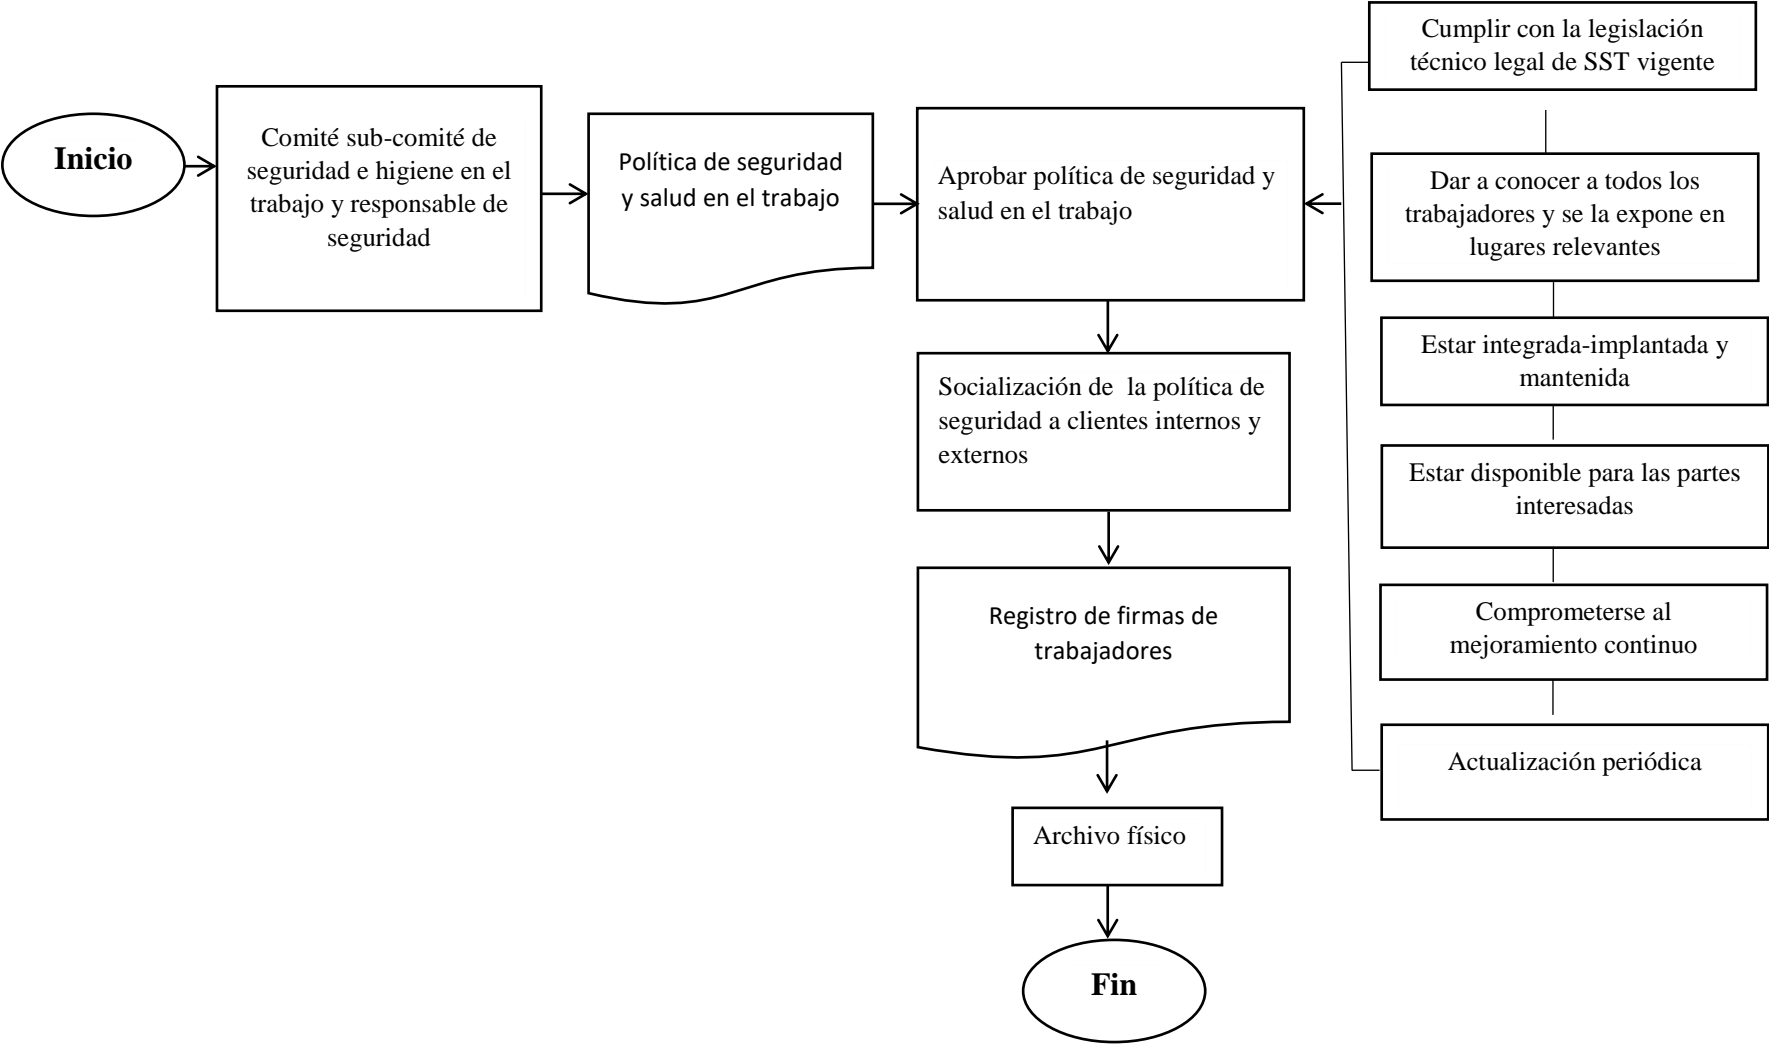 Inicio
Comité sub-comité de
seguridad e higiene en el
trabajo y responsable de
seguridad
Política de seguridad
y salud en el trabajo
Aprobar política de seguridad y
salud en el trabajo
Socialización de  la política de
seguridad a clientes internos y
externos
Registro de firmas de
trabajadores
Archivo físico
Fin
Cumplir con la legislación
técnico legal de SST vigente
Dar a conocer a todos los
trabajadores y se la expone en
lugares relevantes
Estar integrada-implantada y
mantenida
Estar disponible para las partes
interesadas
Comprometerse al
mejoramiento continuo
Actualización periódica